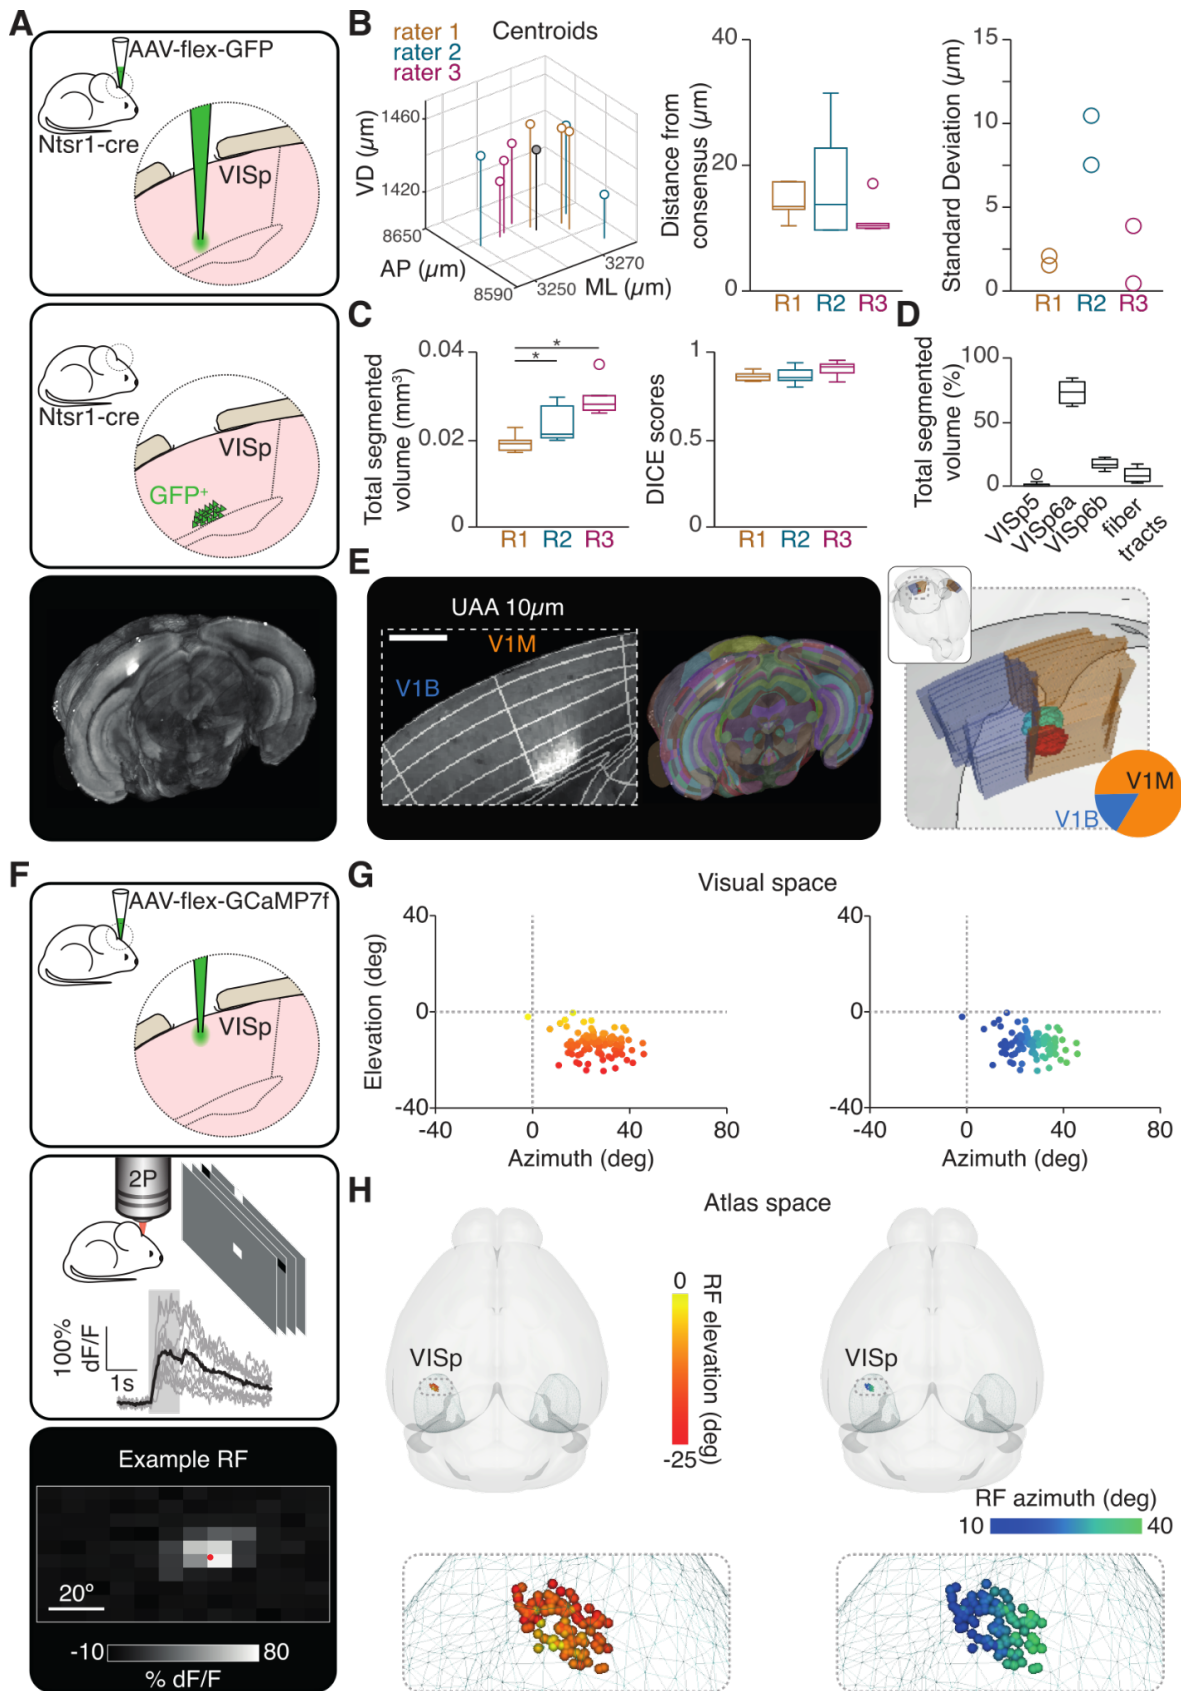 A
AAV-flex-GFP
Ntsr1-cre
VISp
Ntsr1-cre
VISp
GFP+
B
rater 1
rater 2
rater 3
Centroids
VD (µm)
1460
1420
8650
AP (µm)
8590
3250
ML (µm)
3270
Distance from
consensus (µm)
40
20
0
R1 R2 R3
Standard Deviation (µm)
15
10
5
0
R1 R2 R3
C
Total segmented
volume (mm³)
0.04
0.02
0
*
*
R1 R2 R3
DICE scores
1
0.5
0
R1 R2 R3
D
Total segmented
volume (%)
100
50
0
VISp5
VISp6a
VISp6b
fiber
tracts
E
UAA 10µm
V1M
V1B
V1M
V1B
F
AAV-flex-GCaMP7f
VISp
2P
100%
dF/F
1s
Example RF
20º
-10 80
% dF/F
G
Visual space
Elevation (deg)
40
0
-40
-40 0 40 80
Azimuth (deg)
40
0
-40
-40 0 40 80
Azimuth (deg)
H
Atlas space
VISp
0
-25
RF elevation (deg)
VISp
RF azimuth (deg)
10 40